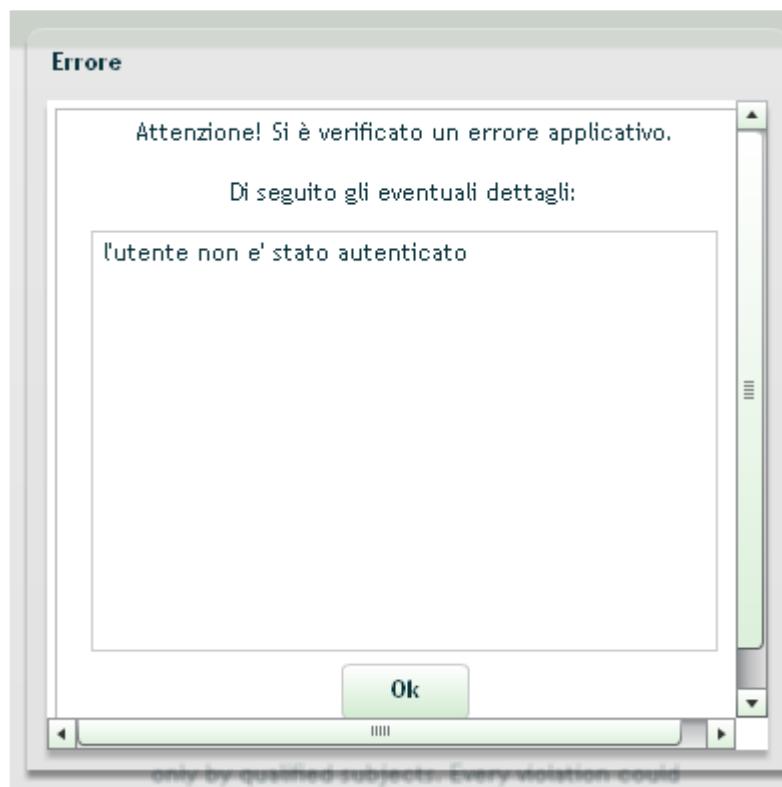 Errore
Attenzione! Si è verificato un errore applicativo.
Di seguito gli eventuali dettagli:
l'utente non e' stato autenticato
Ok
only by qualified subjects. Every violation could